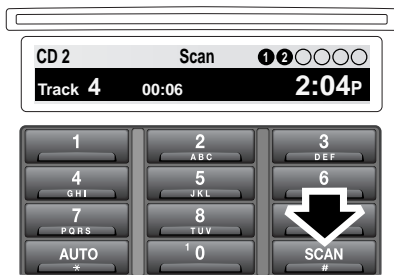 CD 2 Scan 1 2
Track 4 00:06 2:04P
1 2 3
ABC DEF
4 5 6
GHI JKL
7 8
PQRS TUV
AUTO 1 0 SCAN
* #